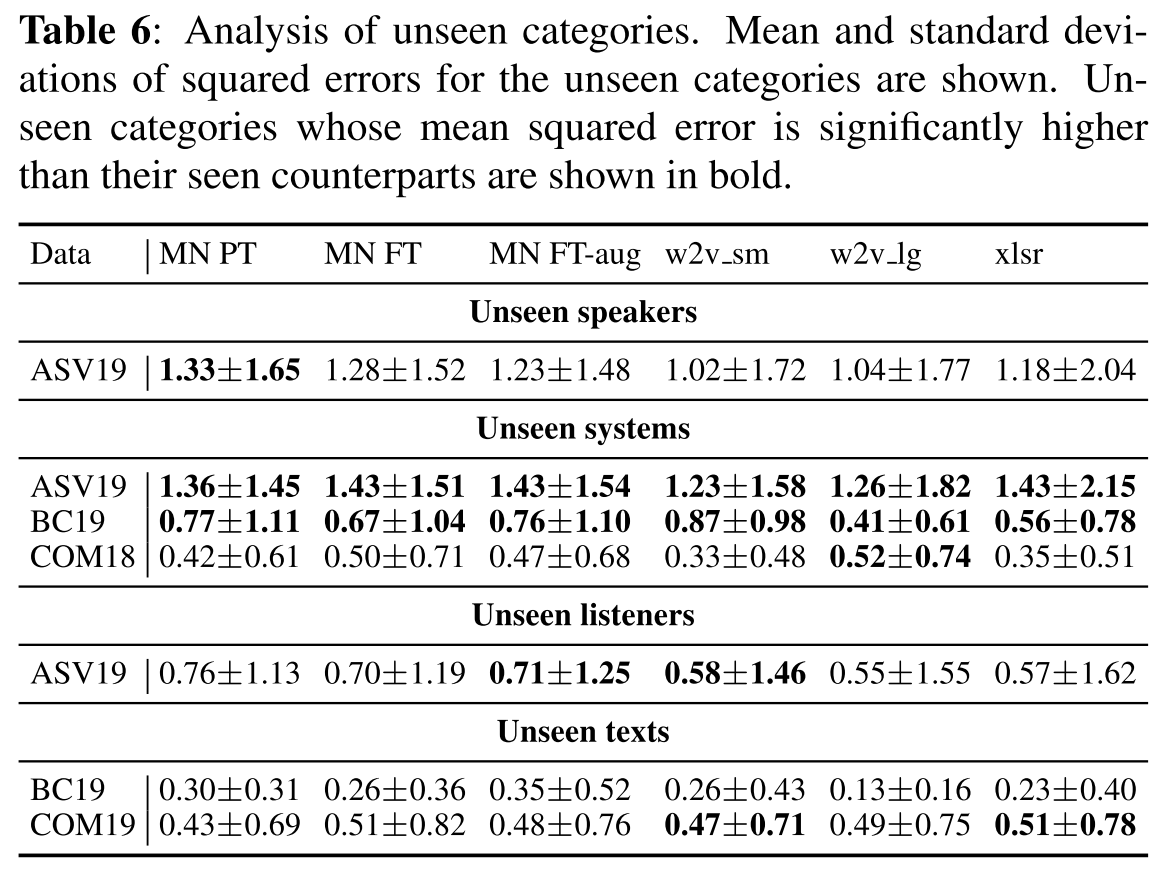 Table 6: Analysis of unseen categories. Mean and standard devi-
ations of squared errors for the unseen categories are shown. Un-
seen categories whose mean squared error is significantly higher
than their seen counterparts are shown in bold.
Data MN PT MN FT MN FT-aug w2v_sm w2v_lg xlsr
Unseen speakers
ASV19 1.33±1.65 1.28±1.52 1.23±1.48 1.02±1.72 1.04±1.77 1.18±2.04
Unseen systems
ASV19 1.36±1.45 1.43±1.51 1.43±1.54 1.23±1.58 1.26±1.82 1.43±2.15
BC19 0.77±1.11 0.67±1.04 0.76±1.10 0.87±0.98 0.41±0.61 0.56±0.78
COM18 0.42±0.61 0.50±0.71 0.47±0.68 0.33±0.48 0.52±0.74 0.35±0.51
Unseen listeners
ASV19 0.76±1.13 0.70±1.19 0.71±1.25 0.58±1.46 0.55±1.55 0.57±1.62
Unseen texts
BC19 0.30±0.31 0.26±0.36 0.35±0.52 0.26±0.43 0.13±0.16 0.23±0.40
COM19 0.43±0.69 0.51±0.82 0.48±0.76 0.47±0.71 0.49±0.75 0.51±0.78